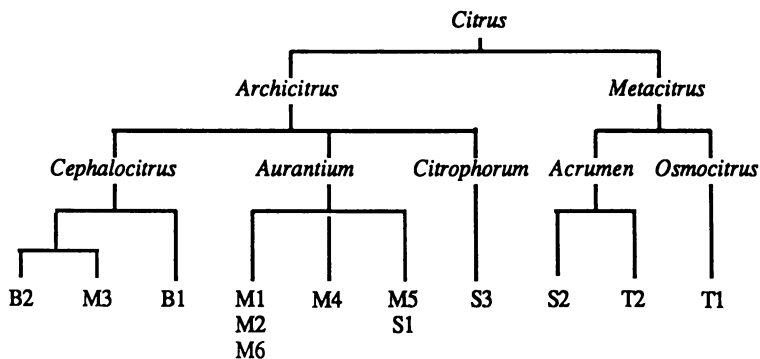 Citrus
Archicitrus Metacitrus
Cephalocitrus Aurantium Citrophorum Acrumen Osmocitrus
B2 M3 B1 M1 M4 M5 S3 S2 T2 T1
M2 S1
M6